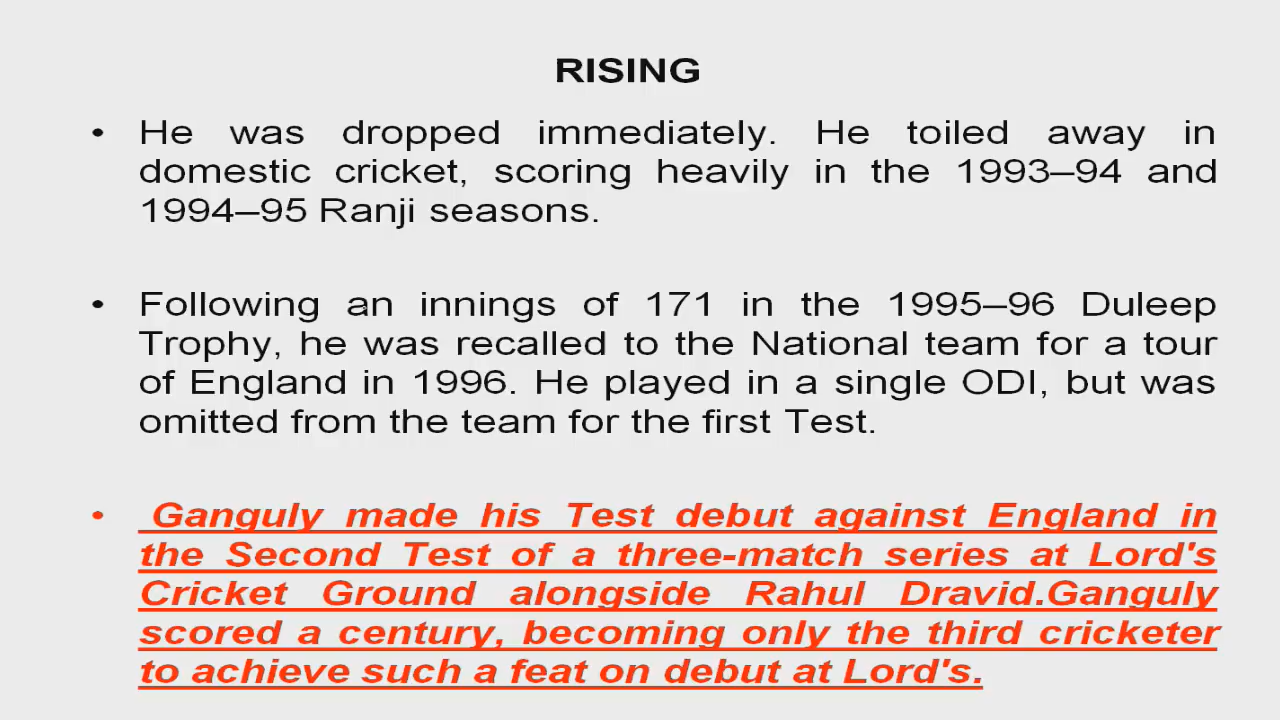 RISING
• He was dropped immediately. He toiled away in
domestic cricket, scoring heavily in the 1993–94 and
1994–95 Ranji seasons.
• Following an innings of 171 in the 1995–96 Duleep
Trophy, he was recalled to the National team for a tour
of England in 1996. He played in a single ODI, but was
omitted from the team for the first Test.
• Ganguly made his Test debut against England in
the Second Test of a three-match series at Lord's
Cricket Ground alongside Rahul Dravid.Ganguly
scored a century, becoming only the third cricketer
to achieve such a feat on debut at Lord's.